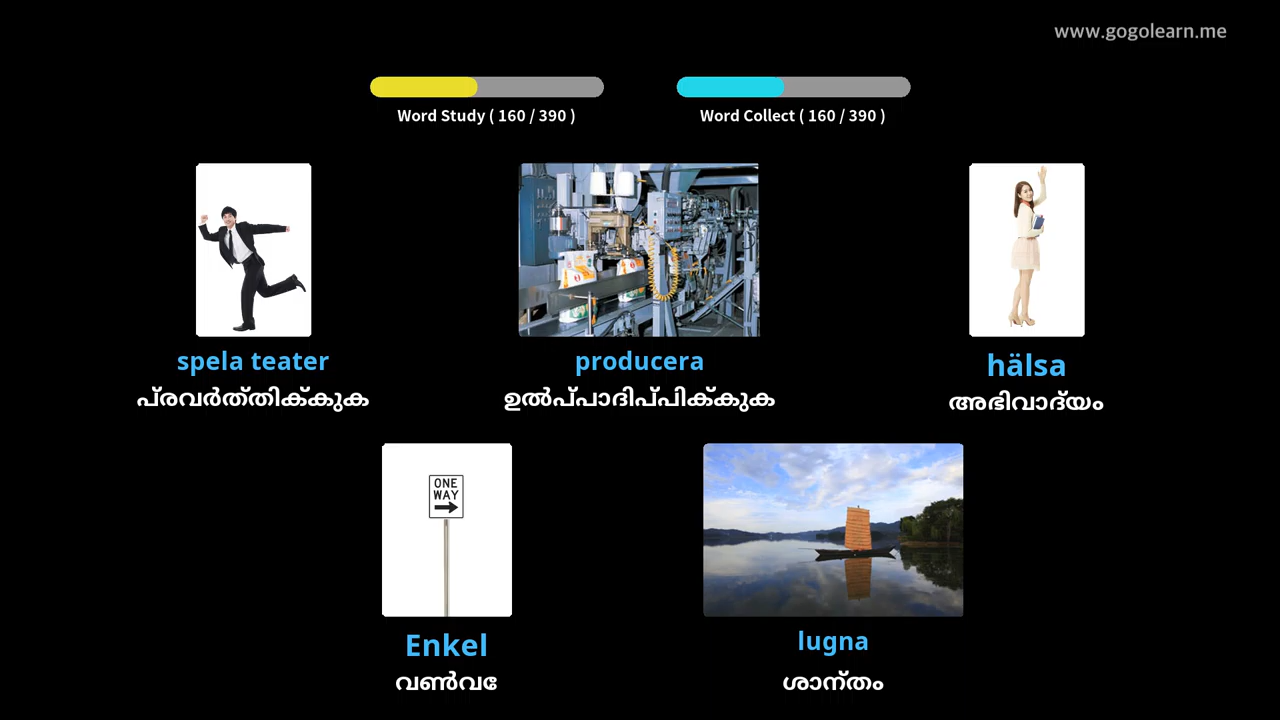 www.gogolearn.me
Word Study ( 160 / 390 )
Word Collect ( 160 / 390 )
spela teater
പ്രവർത്തിക്കുക
producera
ഉൽപ്പാദിപ്പിക്കുക
hälsa
അഭിവാദ്യം
ONE
WAY
Enkel
വൺവേ
lugna
ശാന്തം